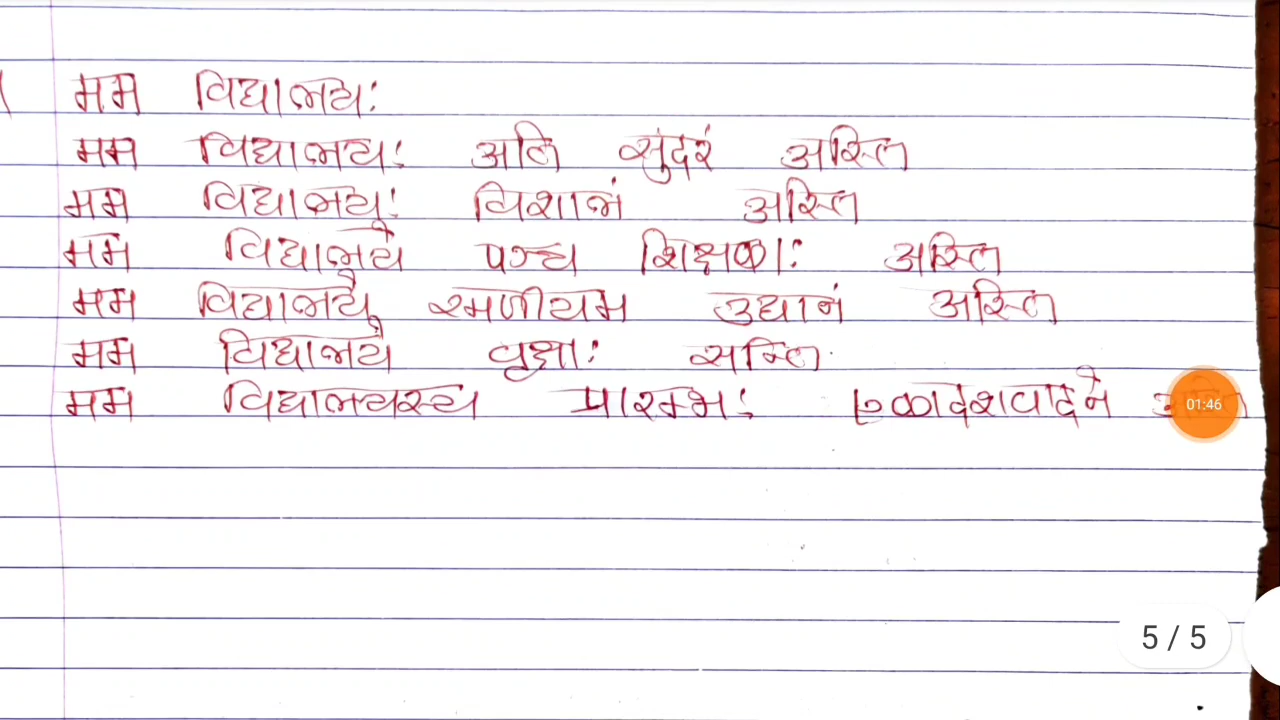 मम विद्यालयः
मम विद्यालयः अति सुदरं अस्ति
मम विद्यालयः विशालं अस्ति
मम विद्यालये पञ्च शिक्षकाः अस्ति
मम विद्यालये रमणीयम उद्यानं अस्ति
मम विद्यालये वृक्षाः सन्ति
मम विद्यालयस्य प्रारम्भः एकादशवादने
01:46
5 / 5